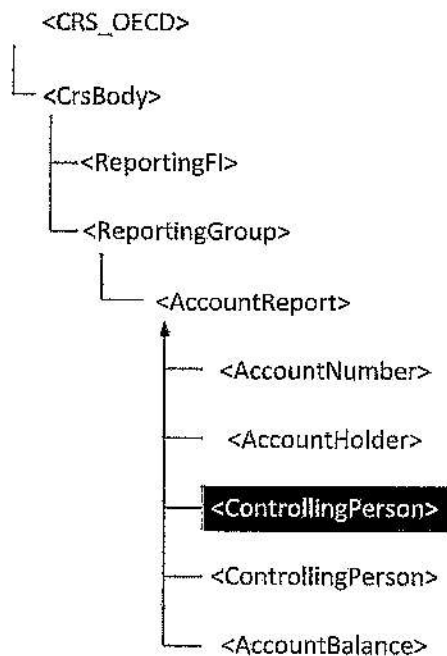 <CRS_OECD>
<CrsBody>
<ReportingFI>
<ReportingGroup>
<AccountReport>
<AccountNumber>
<AccountHolder>
<ControllingPerson>
<ControllingPerson>
<AccountBalance>